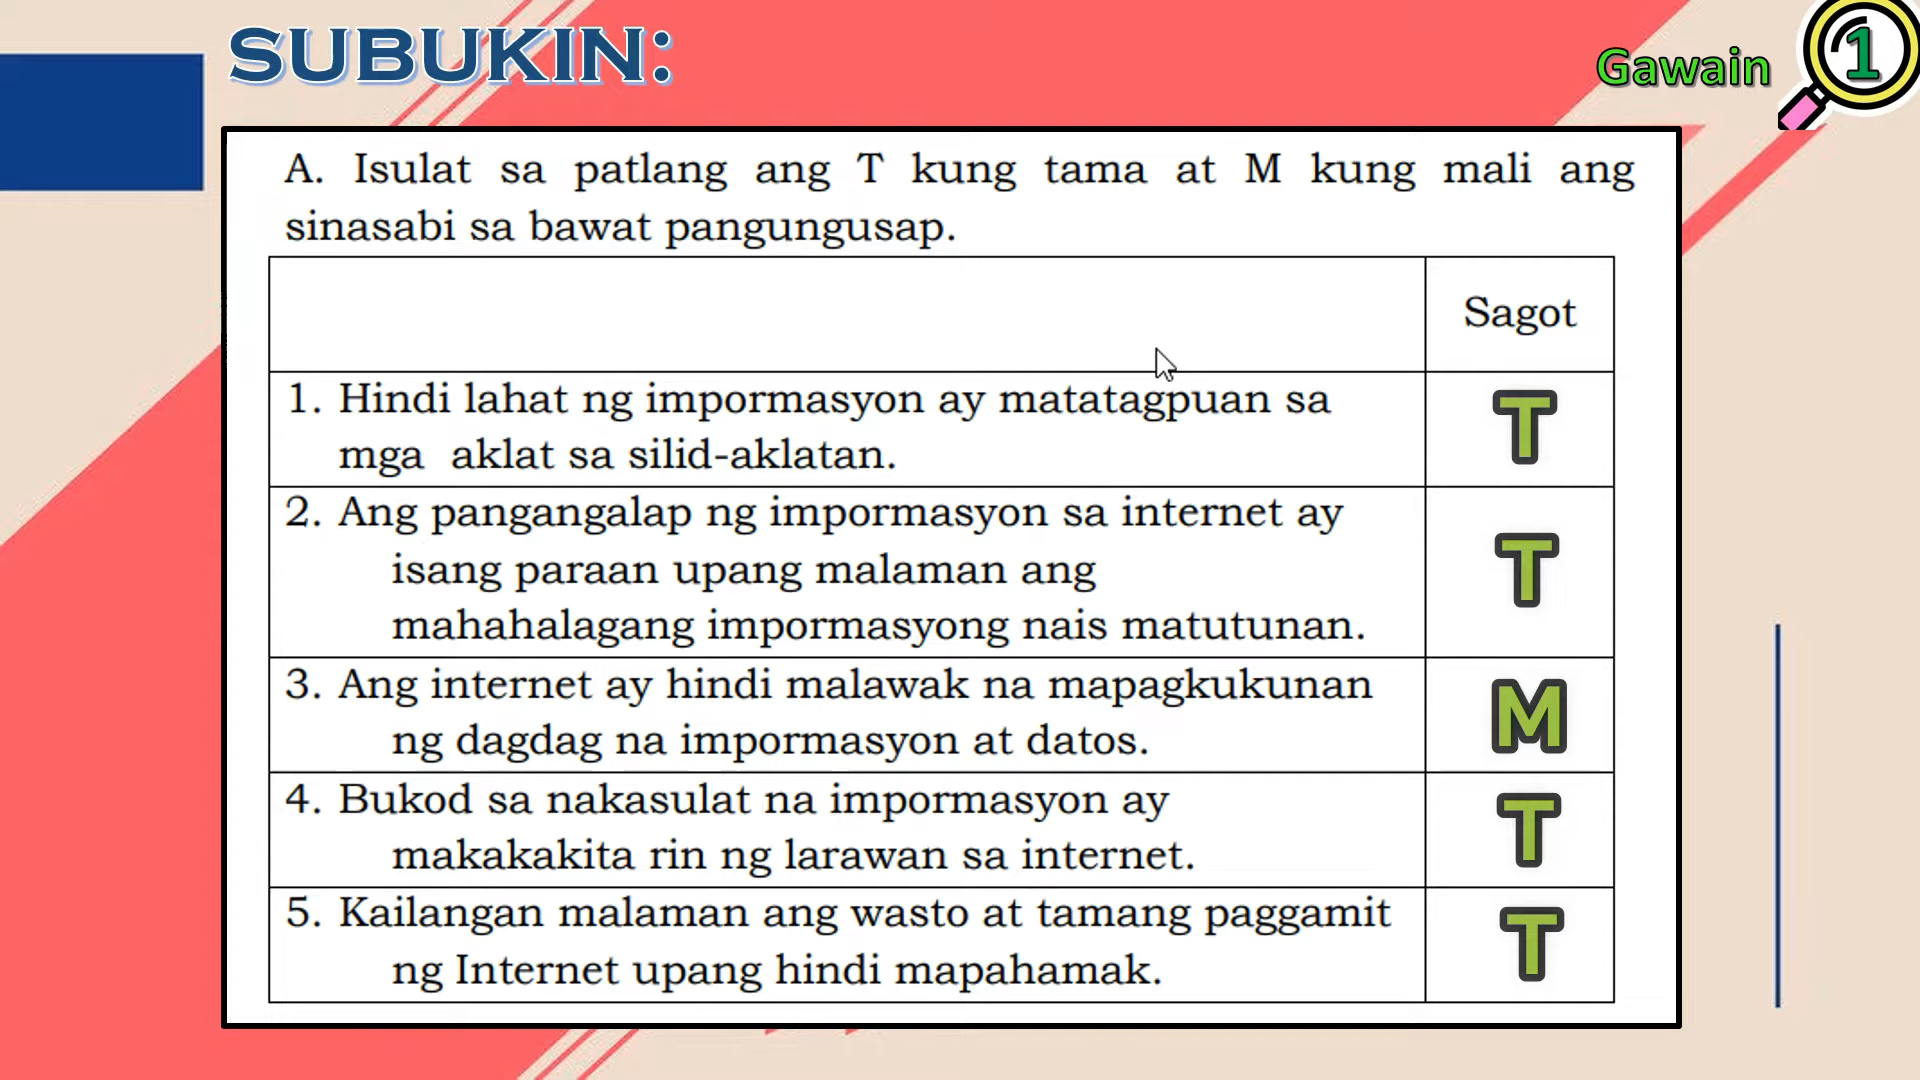 SUBUKIN:
Gawain 1
A. Isulat sa patlang ang T kung tama at M kung mali ang
sinasabi sa bawat pangungusap.
Sagot
1. Hindi lahat ng impormasyon ay matatagpuan sa
mga aklat sa silid-aklatan.
T
2. Ang pangangalap ng impormasyon sa internet ay
isang paraan upang malaman ang
mahahalagang impormasyong nais matutunan.
T
3. Ang internet ay hindi malawak na mapagkukunan
ng dagdag na impormasyon at datos.
M
4. Bukod sa nakasulat na impormasyon ay
makakakita rin ng larawan sa internet.
T
5. Kailangan malaman ang wasto at tamang paggamit
ng Internet upang hindi mapahamak.
T